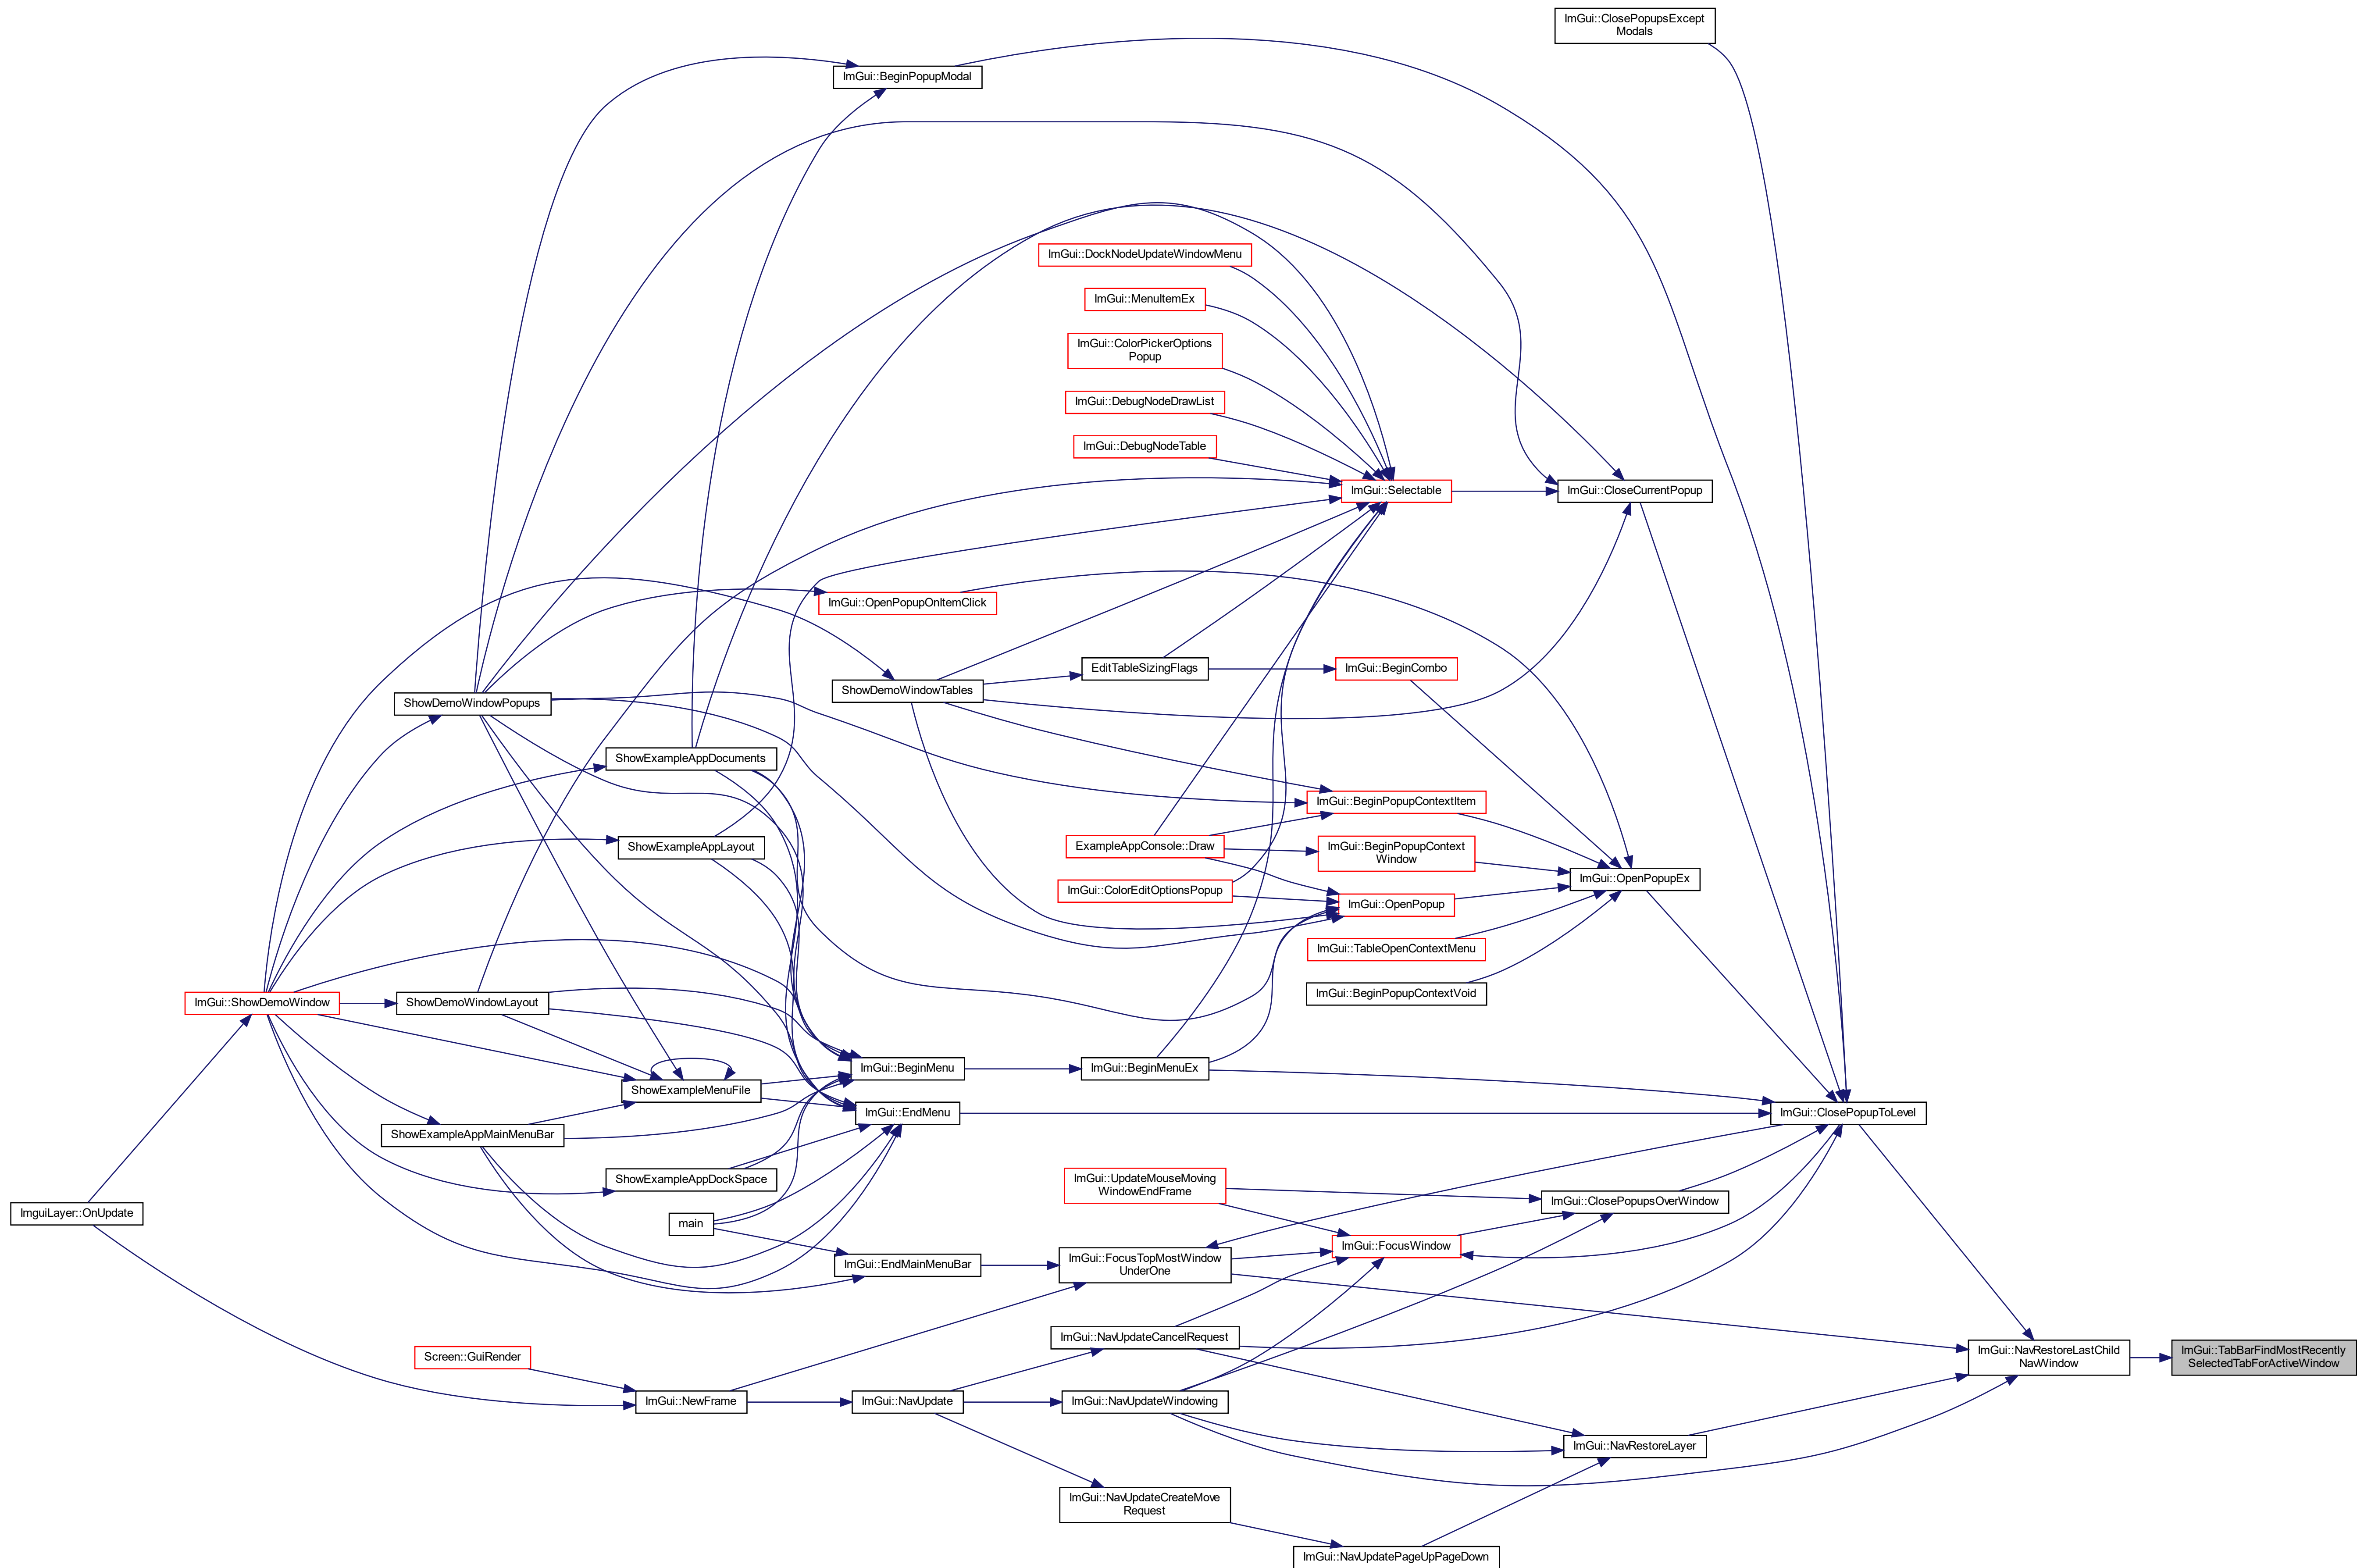 ImGui::ClosePopupsExcept
Modals
ImGui::BeginPopupModal
ImGui::DockNodeUpdateWindowMenu
ImGui::MenuItemEx
ImGui::ColorPickerOptions
Popup
ImGui::DebugNodeDrawList
ImGui::DebugNodeTable
ImGui::Selectable
ImGui::CloseCurrentPopup
ImGui::OpenPopupOnItemClick
EditTableSizingFlags
ImGui::BeginCombo
ShowDemoWindowTables
ShowDemoWindowPopups
ShowExampleAppDocuments
ImGui::BeginPopupContextItem
ShowExampleAppLayout
ExampleAppConsole::Draw
ImGui::BeginPopupContext
Window
ImGui::OpenPopupEx
ImGui::ColorEditOptionsPopup
ImGui::OpenPopup
ImGui::TableOpenContextMenu
ImGui::BeginPopupContextVoid
ImGui::ShowDemoWindow
ShowDemoWindowLayout
ImGui::BeginMenu
ImGui::BeginMenuEx
ShowExampleMenuFile
ImGui::EndMenu
ImGui::ClosePopupToLevel
ShowExampleAppMainMenuBar
ShowExampleAppDockSpace
ImGui::UpdateMouseMoving
WindowEndFrame
ImGui::ClosePopupsOverWindow
ImguiLayer::OnUpdate
main
ImGui::FocusWindow
ImGui::EndMainMenuBar
ImGui::FocusTopMostWindow
UnderOne
ImGui::NavUpdateCancelRequest
Screen::GuiRender
ImGui::NavRestoreLastChild
NavWindow
ImGui::TabBarFindMostRecently
SelectedTabForActiveWindow
ImGui::NewFrame
ImGui::NavUpdate
ImGui::NavUpdateWindowing
ImGui::NavRestoreLayer
ImGui::NavUpdateCreateMove
Request
ImGui::NavUpdatePageUpPageDown